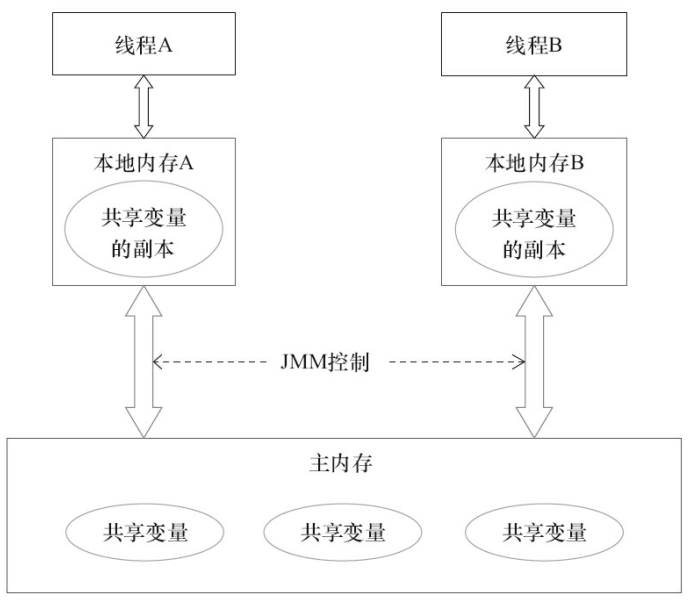 线程A
线程B
本地内存A
共享变量
的副本
本地内存B
共享变量
的副本
JMM控制
主内存
共享变量
共享变量
共享变量